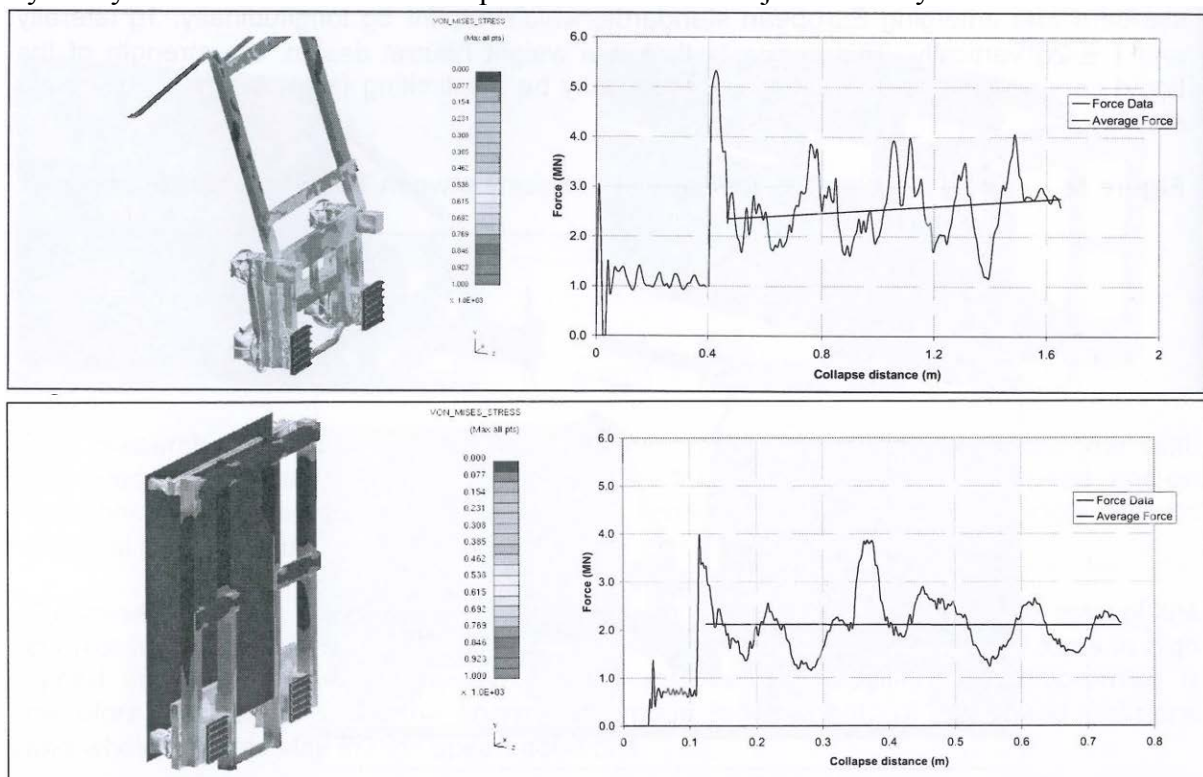 VON_MISES_STRESS
(Max all pts)
0.000
0.077
0.154
0.231
0.308
0.385
0.462
0.538
0.615
0.692
0.769
0.846
0.923
1.000
x 1.0E+03
Y
X
Z
6.0
5.0
4.0
3.0
2.0
1.0
0.0
Force (MN)
Force Data
Average Force
0
0.4
0.8
1.2
1.6
2
Collapse distance (m)
VON_MISES_STRESS
(Max all pts)
0.000
0.077
0.154
0.231
0.308
0.385
0.462
0.538
0.615
0.692
0.769
0.846
0.923
1.000
x 1.0E+03
Y
X
Z
6.0
5.0
4.0
3.0
2.0
1.0
0.0
Force (MN)
Force Data
Average Force
0
0.1
0.2
0.3
0.4
0.5
0.6
0.7
0.8
Collapse distance (m)